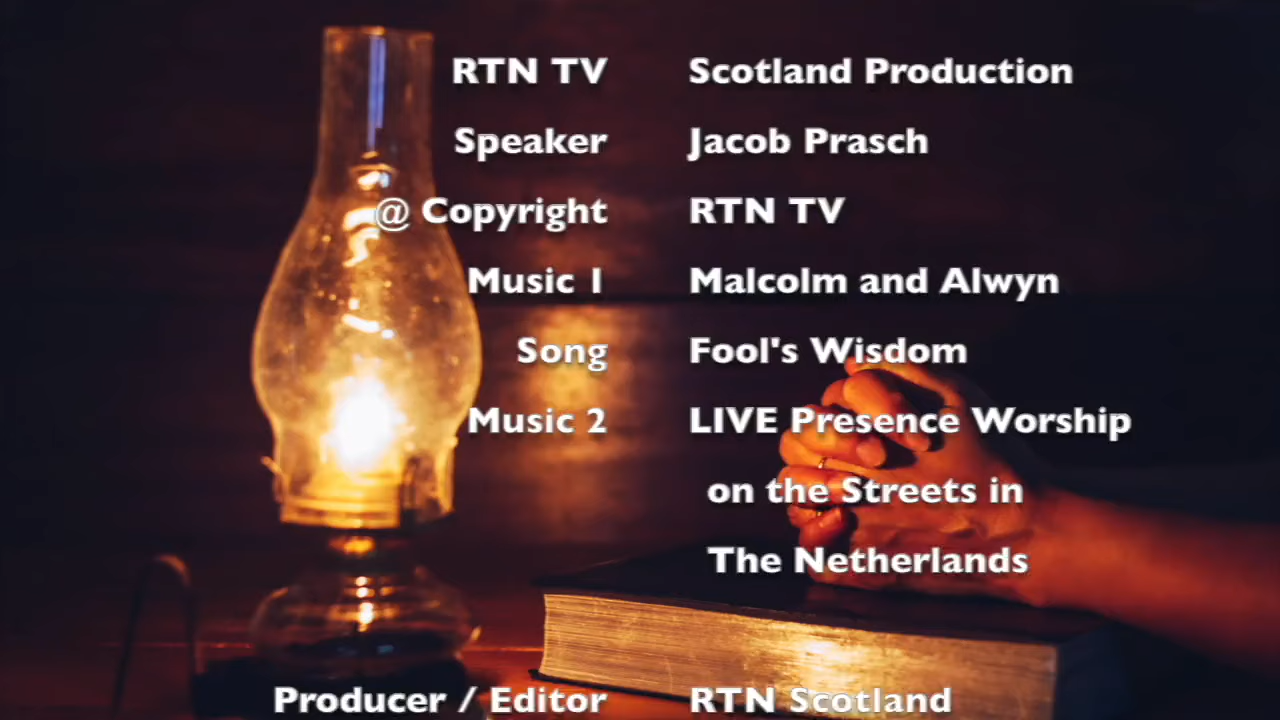 RTN TV Scotland Production
Speaker Jacob Prasch
@ Copyright RTN TV
Music 1 Malcolm and Alwyn
Song Fool's Wisdom
Music 2 LIVE Presence Worship
on the Streets in
The Netherlands
Producer / Editor RTN Scotland